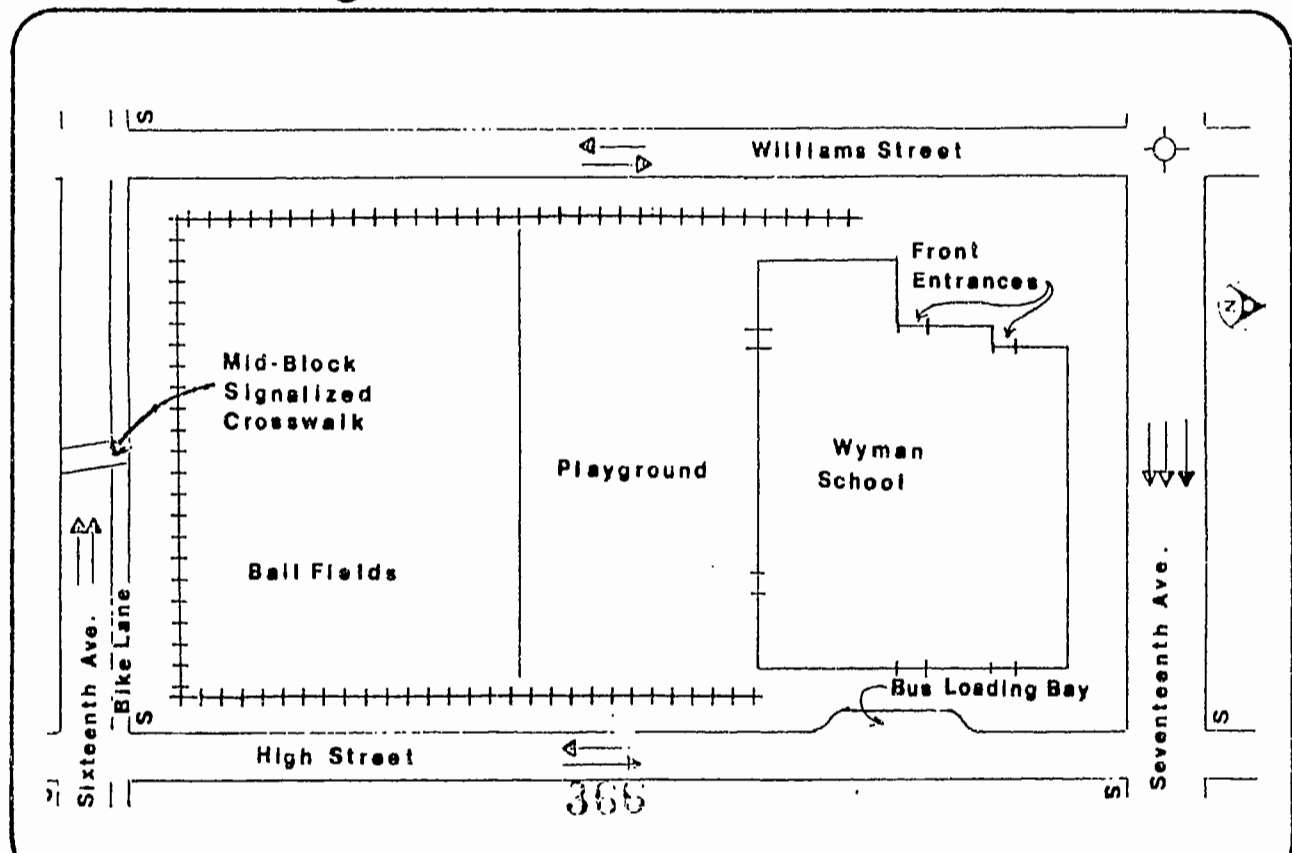 S
Williams Street
Front
Entrances
N
Mid-Block
Signalized
Crosswalk
Wyman
School
Playground
Ball Fields
Sixteenth Ave.
Bike Lane
Seventeenth Ave.
Bus Loading Bay
S
S
High Street
S
368